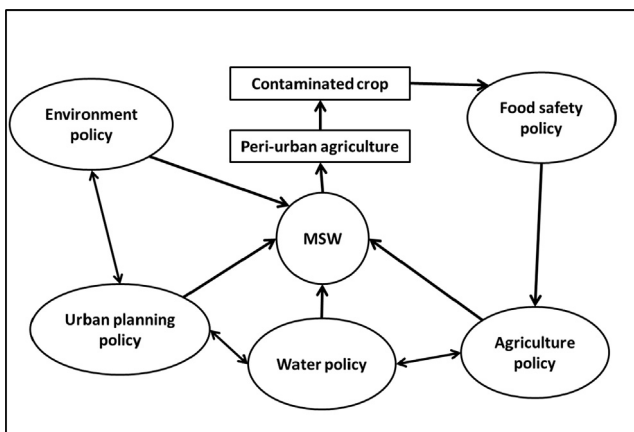 Contaminated crop
Environment
policy
Food safety
policy
Peri-urban agriculture
MSW
Urban planning
policy
Water policy
Agriculture
policy